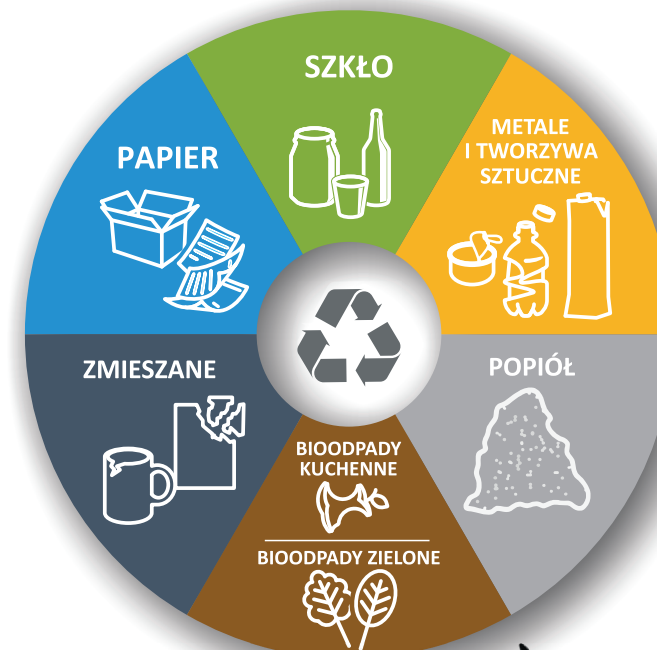 SZKŁO
METALE
I TWORZYWA
SZTUCZNE
PAPIER
ZMIESZANE
POPIÓŁ
BIOODPADY
KUCHENNE
BIOODPADY ZIELONE